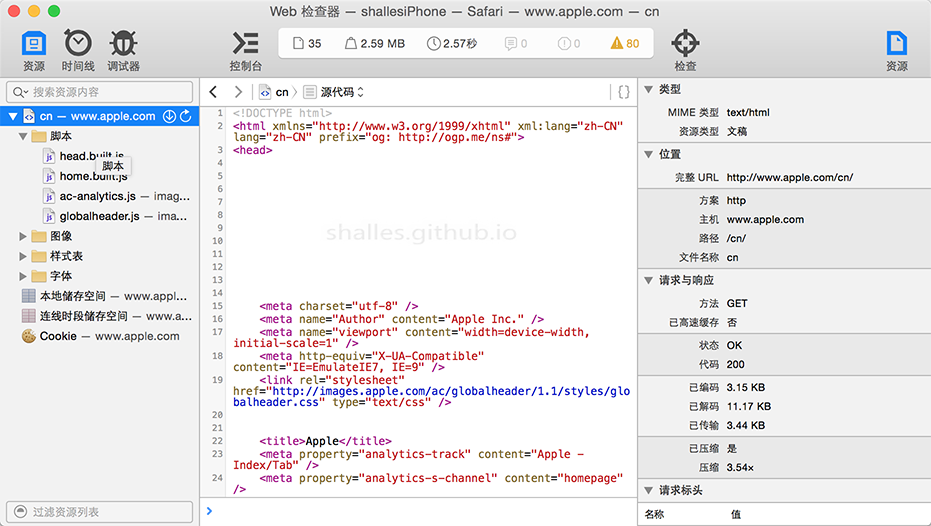 Web 检查器 — shallesiPhone — Safari — www.apple.com — cn
资源
时间线
调试器
控制台
35
2.59 MB
2.57秒
0
0
80
检查
资源
搜索资源内容
cn
源代码
{}
cn — www.apple.com
脚本
head.built.js
脚本
home.built.js
ac-analytics.js — imag...
globalheader.js — ima...
图像
样式表
字体
本地储存空间 — www.appl...
连线时段储存空间 — www.a...
Cookie — www.apple.com
过滤资源列表
1 <!DOCTYPE html>
2 <html xmlns="http://www.w3.org/1999/xhtml" xml:lang="zh-CN"
lang="zh-CN" prefix="og: http://ogp.me/ns#">
3 <head>
4
5
6
7
8
9
shalles.github.io
10
11
12
13
14
15 <meta charset="utf-8" />
16 <meta name="Author" content="Apple Inc." />
17 <meta name="viewport" content="width=device-width,
initial-scale=1" />
18 <meta http-equiv="X-UA-Compatible"
content="IE=EmulateIE7, IE=9" />
19 <link rel="stylesheet"
href="http://images.apple.com/ac/globalheader/1.1/styles/glo
balheader.css" type="text/css" />
20
21
22 <title>Apple</title>
23 <meta property="analytics-track" content="Apple -
Index/Tab" />
24 <meta property="analytics-s-channel" content="homepage"
/>
类型
MIME 类型 text/html
资源类型 文稿
位置
完整 URL http://www.apple.com/cn/
方案 http
主机 www.apple.com
路径 /cn/
文件名称 cn
请求与响应
方法 GET
已高速缓存 否
状态 OK
代码 200
已编码 3.15 KB
已解码 11.17 KB
已传输 3.44 KB
已压缩 是
压缩 3.54×
请求标头
名称 值